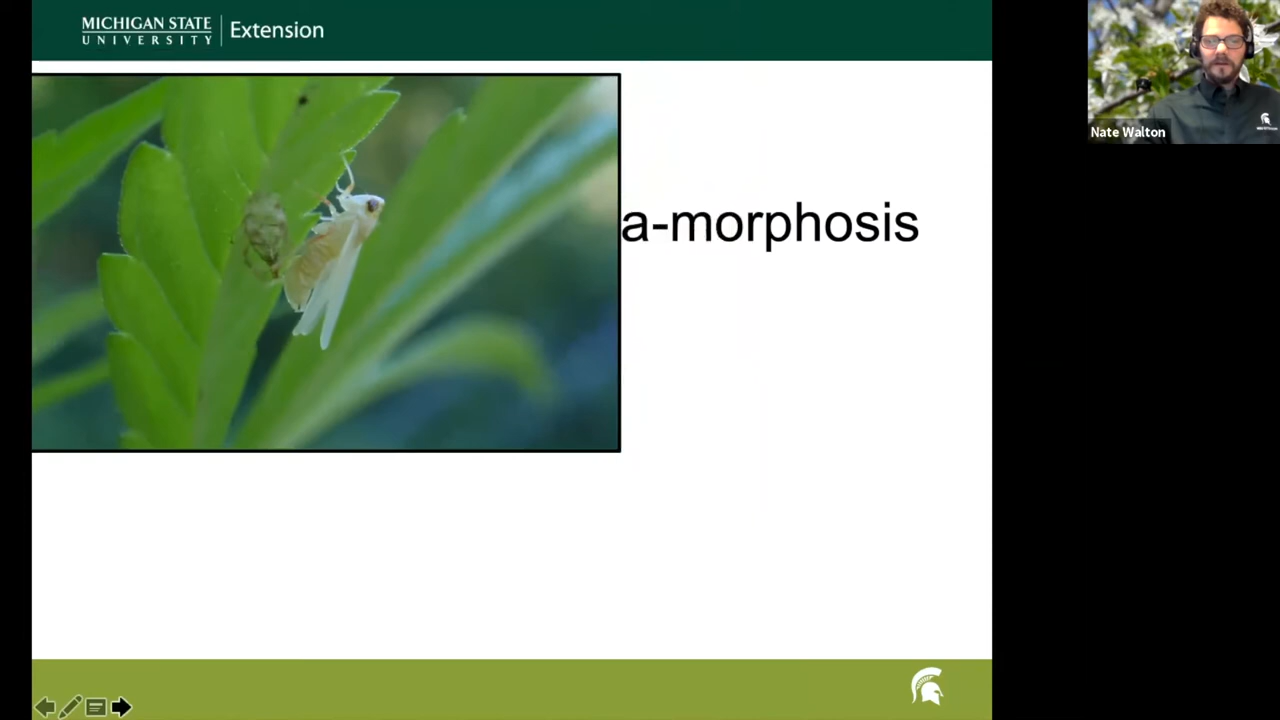 MICHIGAN STATE
UNIVERSITY
Extension
Nate Walton
a-morphosis